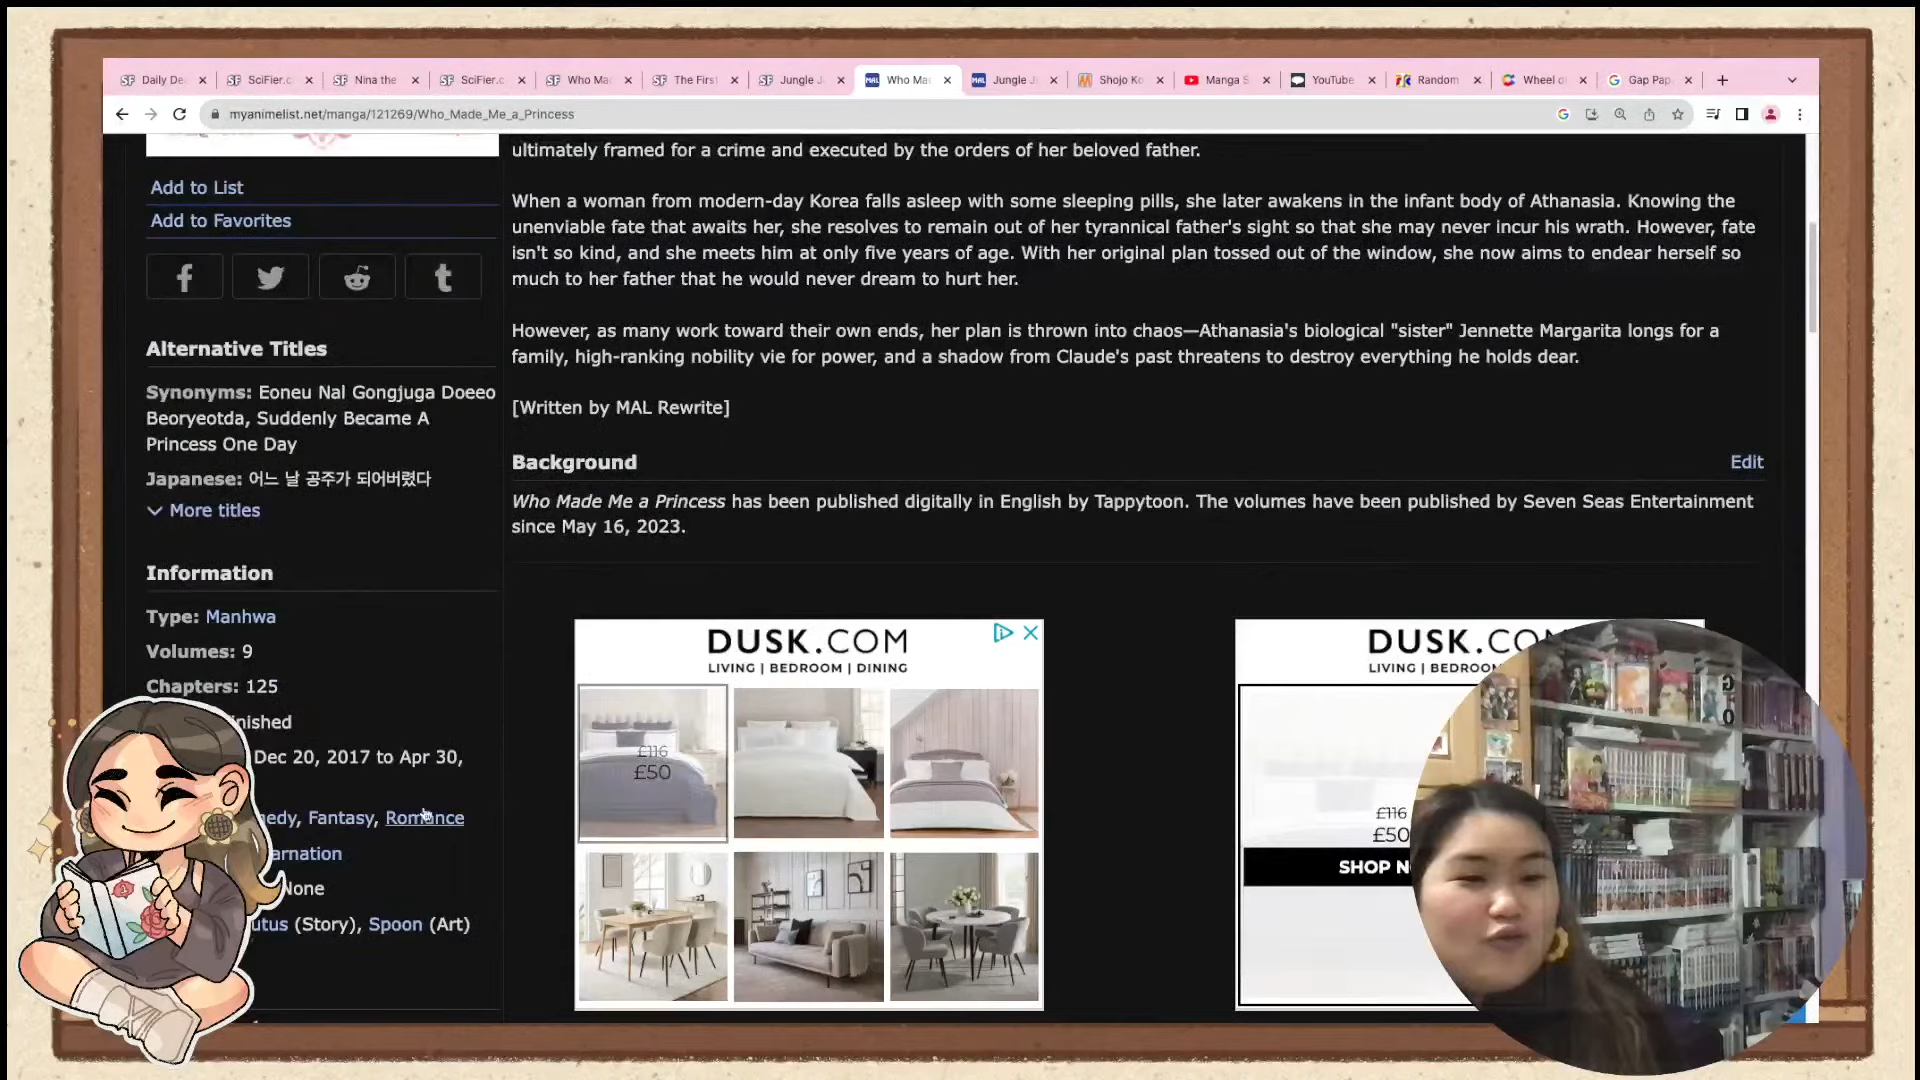 Daily De
SciFier.c
Nina the
SciFier.c
Who Ma
The First
Jungle J
Who Ma
Jungle J
Shojo Ko
Manga S
YouTube
Random
Wheel o
Gap Pap
myanimelist.net/manga/121269/Who_Made_Me_a_Princess
ultimately framed for a crime and executed by the orders of her beloved father.
When a woman from modern-day Korea falls asleep with some sleeping pills, she later awakens in the infant body of Athanasia. Knowing the
unenviable fate that awaits her, she resolves to remain out of her tyrannical father's sight so that she may never incur his wrath. However, fate
isn't so kind, and she meets him at only five years of age. With her original plan tossed out of the window, she now aims to endear herself so
much to her father that he would never dream to hurt her.
However, as many work toward their own ends, her plan is thrown into chaos—Athanasia's biological "sister" Jennette Margarita longs for a
family, high-ranking nobility vie for power, and a shadow from Claude's past threatens to destroy everything he holds dear.
[Written by MAL Rewrite]
Background
Edit
Who Made Me a Princess has been published digitally in English by Tappytoon. The volumes have been published by Seven Seas Entertainment
since May 16, 2023.
Add to List
Add to Favorites
Alternative Titles
Synonyms: Eoneu Nal Gongjuga Doeeo
Beoryeotda, Suddenly Became A
Princess One Day
Japanese: 어느 날 공주가 되어버렸다
More titles
Information
Type: Manhwa
Volumes: 9
Chapters: 125
nished
Dec 20, 2017 to Apr 30,
edy, Fantasy, Romance
arnation
None
utus (Story), Spoon (Art)
DUSK.COM
LIVING | BEDROOM | DINING
£116
£50
DUSK.CO
LIVING | BEDROOM
£116
£50
SHOP N